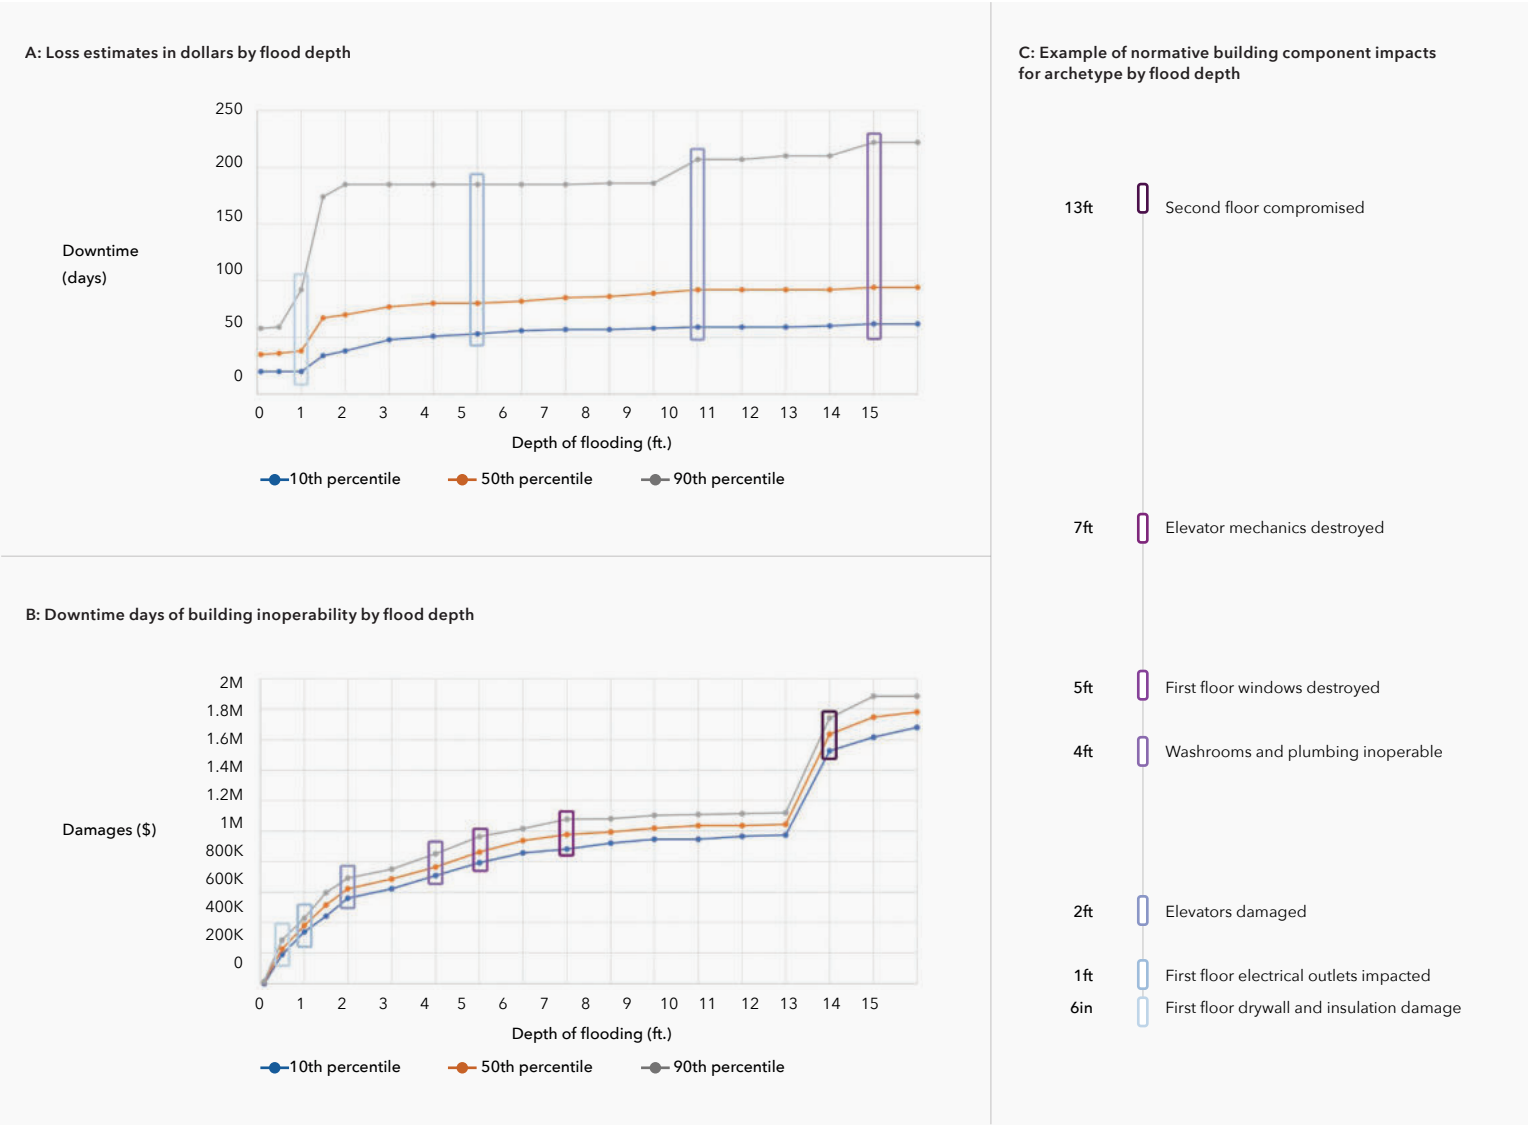 A: Loss estimates in dollars by flood depth
250
200
150
100
50
0
Downtime
(days)
0 1 2 3 4 5 6 7 8 9 10 11 12 13 14 15
Depth of flooding (ft.)
10th percentile 50th percentile 90th percentile
B: Downtime days of building inoperability by flood depth
2M
1.8M
1.6M
1.4M
1.2M
1M
800K
600K
400K
200K
0
Damages ($)
0 1 2 3 4 5 6 7 8 9 10 11 12 13 14 15
Depth of flooding (ft.)
10th percentile 50th percentile 90th percentile
C: Example of normative building component impacts
for archetype by flood depth
13ft Second floor compromised
7ft Elevator mechanics destroyed
5ft First floor windows destroyed
4ft Washrooms and plumbing inoperable
2ft Elevators damaged
1ft First floor electrical outlets impacted
6in First floor drywall and insulation damage